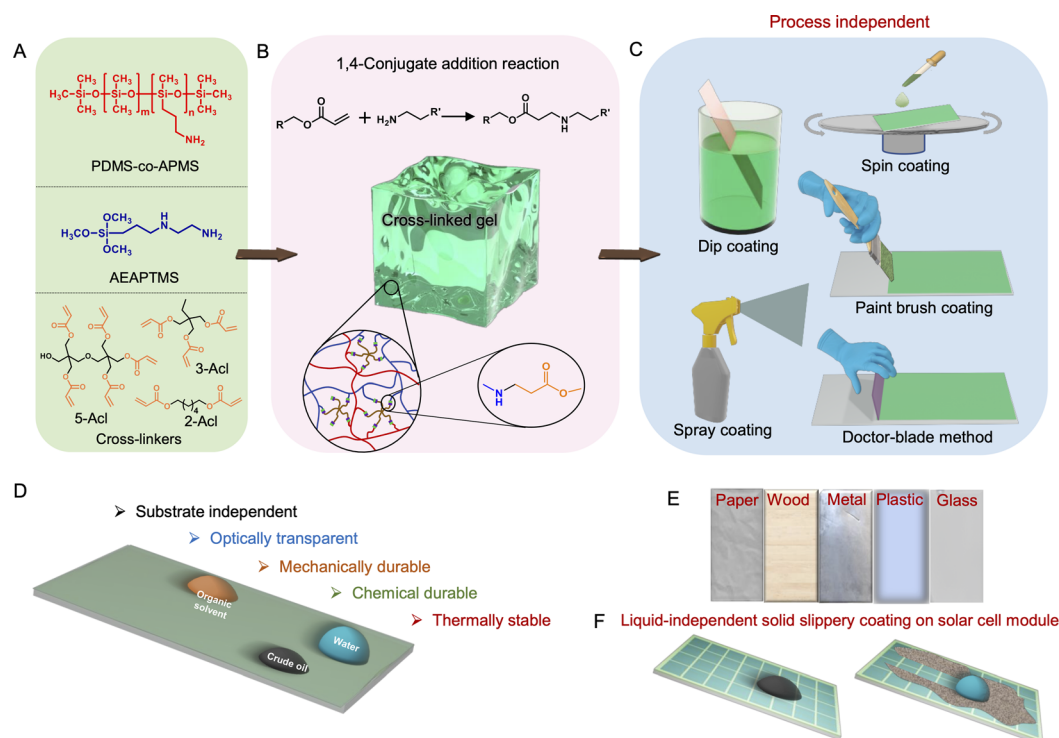 Process independent
A
CH₃ CH₃ CH₃ CH₃
H₃C-Si-O Si-O Si-O Si-CH₃
CH₃ CH₃ m n CH₃
NH₂
PDMS-co-APMS
OCH₃
H₃CO-Si
OCH₃
H
N
NH₂
AEAPTMS
O
HO
5-Acl
3-Acl
4
2-Acl
Cross-linkers
B
1,4-Conjugate addition reaction
R O O + H₂N R' R O O N H R'
Cross-linked gel
N
H
O
O
C
Dip coating
Spin coating
Paint brush coating
Spray coating
Doctor-blade method
D
➢ Substrate independent
➢ Optically transparent
➢ Mechanically durable
➢ Chemical durable
➢ Thermally stable
Organic
solvent
Water
Crude oil
E
Paper Wood Metal Plastic Glass
F Liquid-independent solid slippery coating on solar cell module